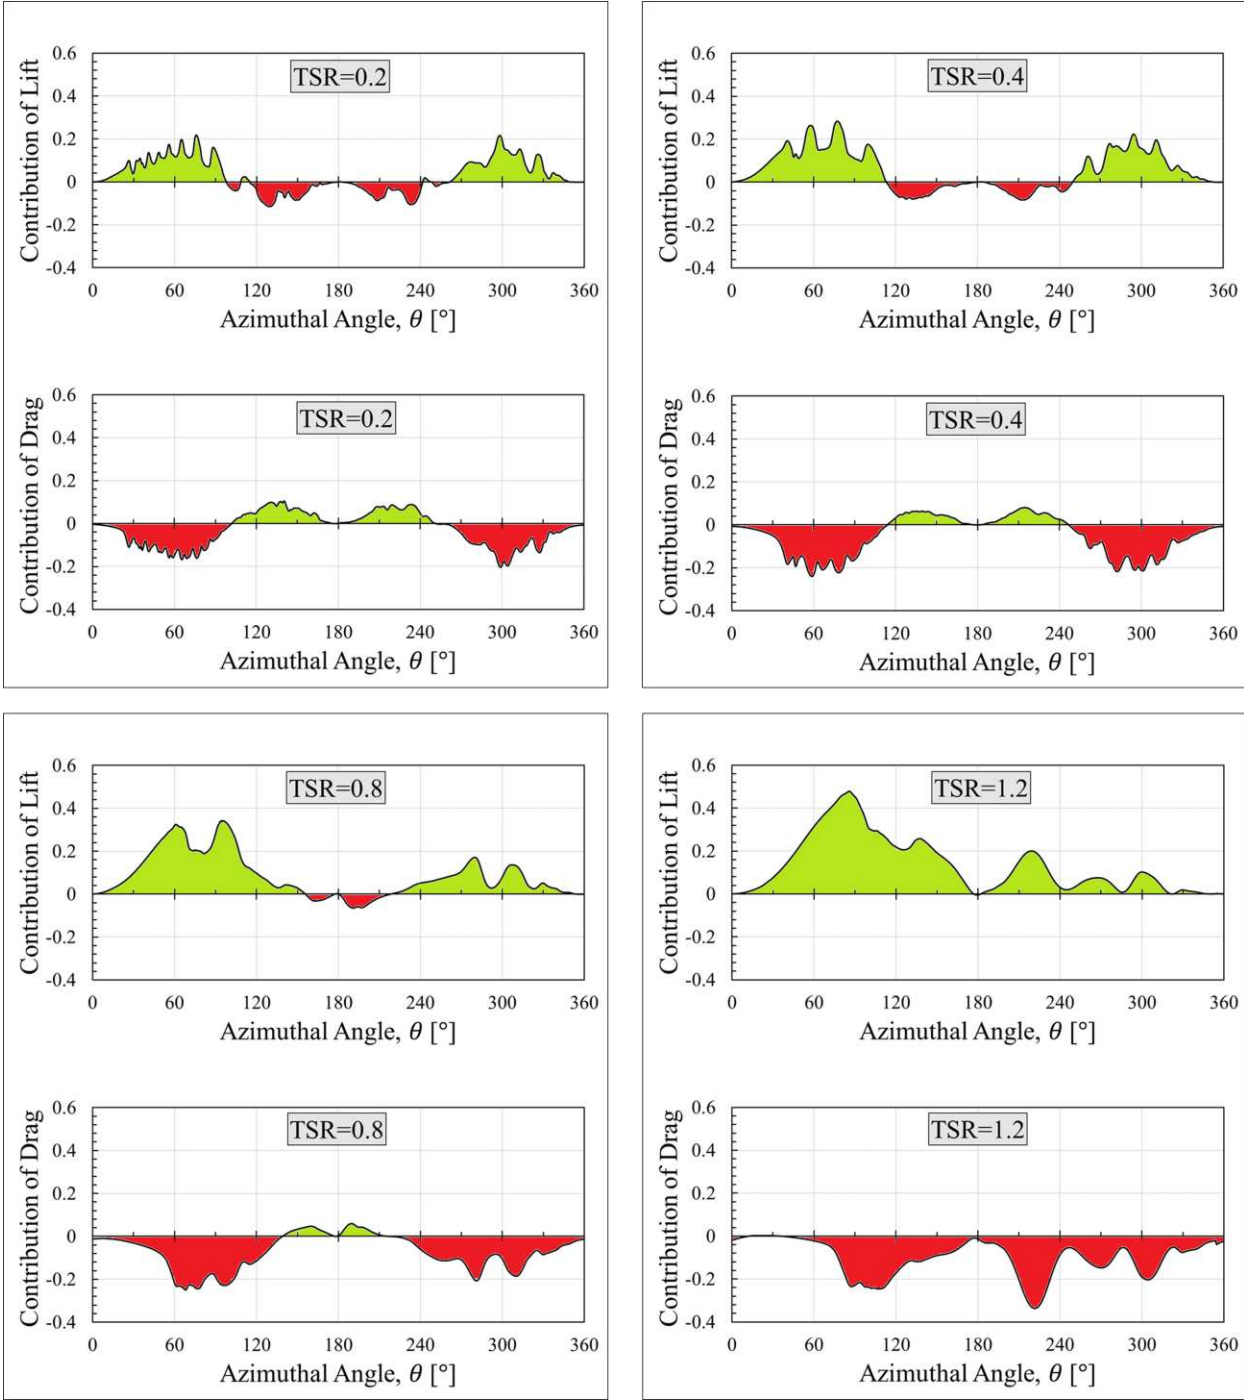 Contribution of Lift
0.6
0.4
0.2
0
-0.2
-0.4
TSR=0.2
0 60 120 180 240 300 360
Azimuthal Angle, θ [°]
Contribution of Drag
0.6
0.4
0.2
0
-0.2
-0.4
TSR=0.2
0 60 120 180 240 300 360
Azimuthal Angle, θ [°]
Contribution of Lift
0.6
0.4
0.2
0
-0.2
-0.4
TSR=0.4
0 60 120 180 240 300 360
Azimuthal Angle, θ [°]
Contribution of Drag
0.6
0.4
0.2
0
-0.2
-0.4
TSR=0.4
0 60 120 180 240 300 360
Azimuthal Angle, θ [°]
Contribution of Lift
0.6
0.4
0.2
0
-0.2
-0.4
TSR=0.8
0 60 120 180 240 300 360
Azimuthal Angle, θ [°]
Contribution of Drag
0.6
0.4
0.2
0
-0.2
-0.4
TSR=0.8
0 60 120 180 240 300 360
Azimuthal Angle, θ [°]
Contribution of Lift
0.6
0.4
0.2
0
-0.2
-0.4
TSR=1.2
0 60 120 180 240 300 360
Azimuthal Angle, θ [°]
Contribution of Drag
0.6
0.4
0.2
0
-0.2
-0.4
TSR=1.2
0 60 120 180 240 300 360
Azimuthal Angle, θ [°]